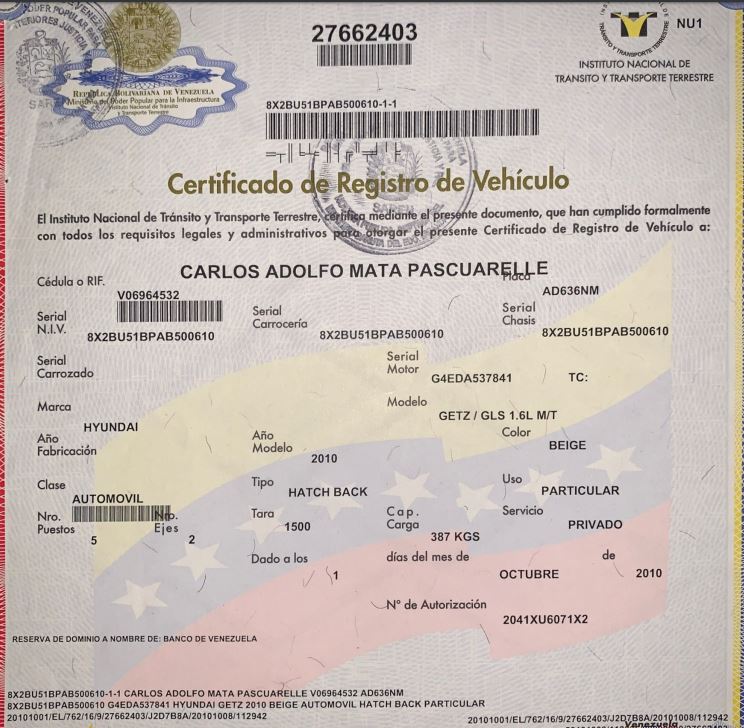 27662403
NU1
INSTITUTO NACIONAL DE
TRÁNSITO Y TRANSPORTE TERRESTRE
REPÚBLICA BOLIVARIANA DE VENEZUELA
Ministerio del Poder Popular para la Infraestructura
Instituto Nacional de Tránsito
y Transporte Terrestre
8X2BU51BPAB500610-1-1
Certificado de Registro de Vehículo
El Instituto Nacional de Tránsito y Transporte Terrestre, certifica mediante el presente documento, que han cumplido formalmente
con todos los requisitos legales y administrativos para otorgar el presente Certificado de Registro de Vehículo a:
CARLOS ADOLFO MATA PASCUARELLE
Cédula o RIF. V06964532 Placa AD636NM
Serial N.I.V. 8X2BU51BPAB500610 Serial Carrocería 8X2BU51BPAB500610 Serial Chasis 8X2BU51BPAB500610
Serial Carrozado Serial Motor G4EDA537841 TC:
Marca HYUNDAI Modelo GETZ / GLS 1.6L M/T
Año Fabricación Año Modelo 2010 Color BEIGE
Clase AUTOMOVIL Tipo HATCH BACK Uso PARTICULAR
Nro. Puestos 5 Nro. Ejes 2 Tara 1500 Cap. Carga 387 KGS Servicio PRIVADO
Dado a los 1 días del mes de OCTUBRE de 2010
Nº de Autorización 2041XU6071X2
RESERVA DE DOMINIO A NOMBRE DE: BANCO DE VENEZUELA
8X2BU51BPAB500610-1-1 CARLOS ADOLFO MATA PASCUARELLE V06964532 AD636NM
8X2BU51BPAB500610 G4EDA537841 HYUNDAI GETZ 2010 BEIGE AUTOMOVIL HATCH BACK PARTICULAR
20101001/EL/762/16/9/27662403/J2D7B8A/20101008/112942
20101001/EL/762/16/9/27662403/J2D7B8A/20101008/112942
Venezuela